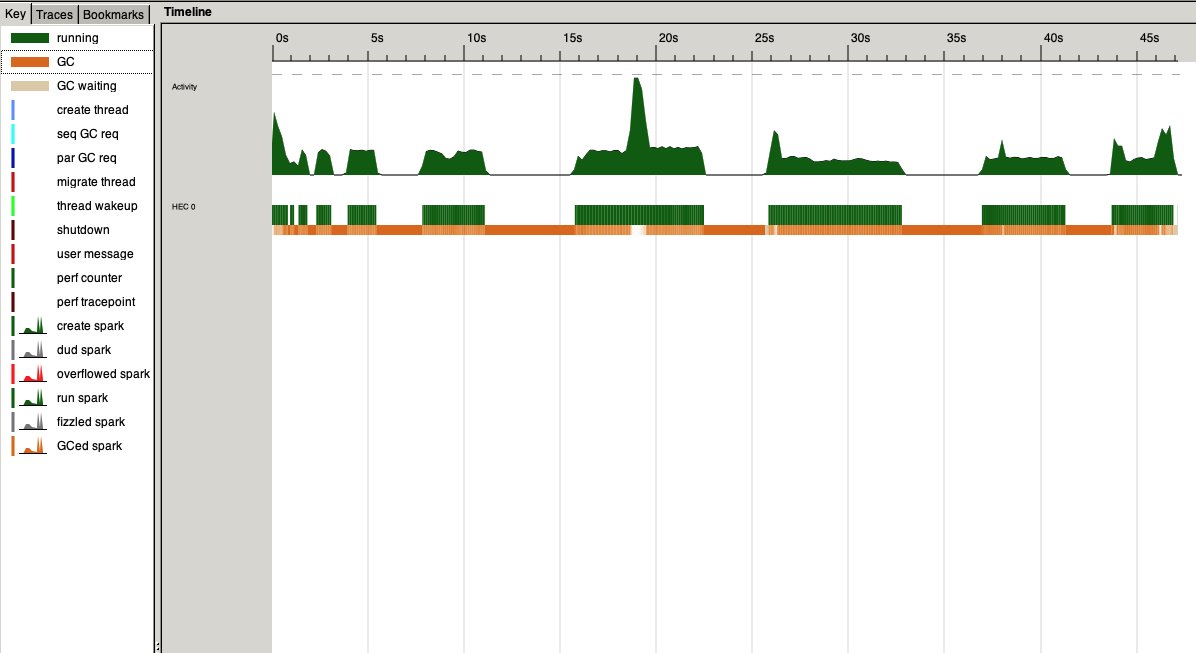 Key Traces Bookmarks
running
GC
GC waiting
create thread
seq GC req
par GC req
migrate thread
thread wakeup
shutdown
user message
perf counter
perf tracepoint
create spark
dud spark
overflowed spark
run spark
fizzled spark
GCed spark
Timeline
0s 5s 10s 15s 20s 25s 30s 35s 40s 45s
Activity
HEC 0